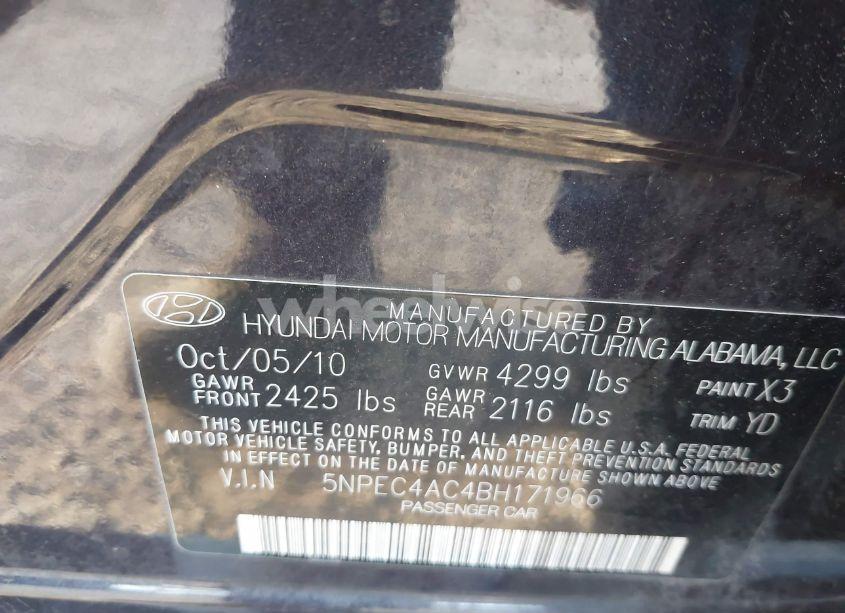 wheelwise
MANUFACTURED BY
HYUNDAI MOTOR MANUFACTURING ALABAMA, LLC
Oct/05/10 GVWR 4299 lbs PAINT X3
GAWR FRONT 2425 lbs GAWR REAR 2116 lbs TRIM YD
THIS VEHICLE CONFORMS TO ALL APPLICABLE U.S.A. FEDERAL
MOTOR VEHICLE SAFETY, BUMPER, AND THEFT PREVENTION STANDARDS
IN EFFECT ON THE DATE OF MANUFACTURE SHOWN ABOVE
V.I.N 5NPEC4AC4BH171966
PASSENGER CAR